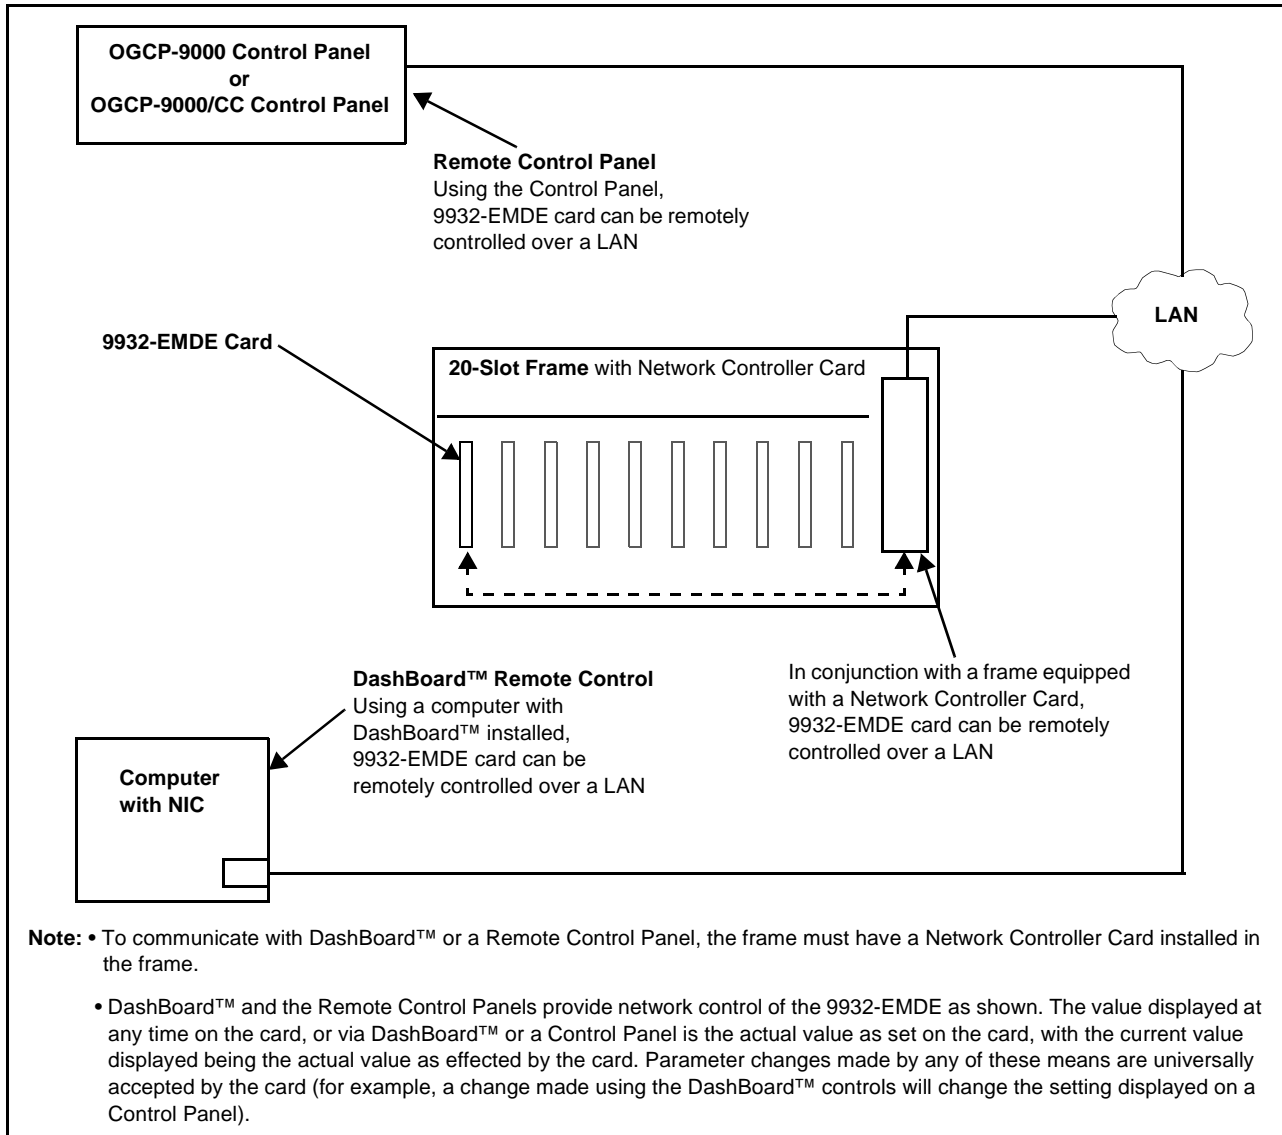 OGCP-9000 Control Panel
or
OGCP-9000/CC Control Panel
Remote Control Panel
Using the Control Panel,
9932-EMDE card can be remotely
controlled over a LAN
LAN
9932-EMDE Card
20-Slot Frame with Network Controller Card
DashBoard™ Remote Control
Using a computer with
DashBoard™ installed,
9932-EMDE card can be
remotely controlled over a LAN
In conjunction with a frame equipped
with a Network Controller Card,
9932-EMDE card can be remotely
controlled over a LAN
Computer
with NIC
Note: • To communicate with DashBoard™ or a Remote Control Panel, the frame must have a Network Controller Card installed in
the frame.
• DashBoard™ and the Remote Control Panels provide network control of the 9932-EMDE as shown. The value displayed at
any time on the card, or via DashBoard™ or a Control Panel is the actual value as set on the card, with the current value
displayed being the actual value as effected by the card. Parameter changes made by any of these means are universally
accepted by the card (for example, a change made using the DashBoard™ controls will change the setting displayed on a
Control Panel).